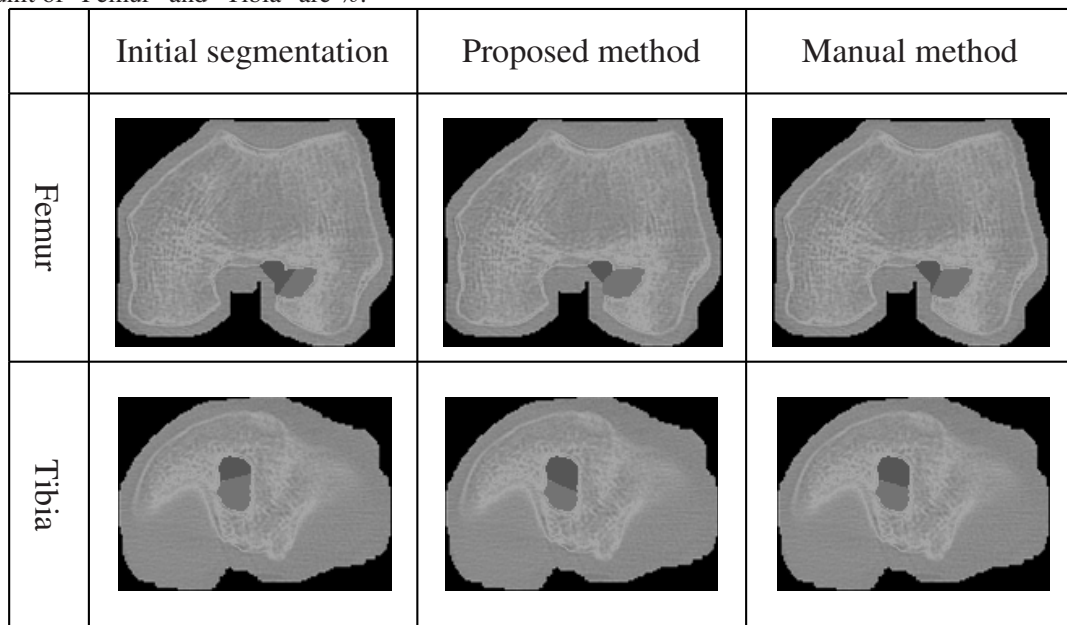 unit of "Femur" and "Tibia" are %.
Initial segmentation Proposed method Manual method
Femur
Tibia